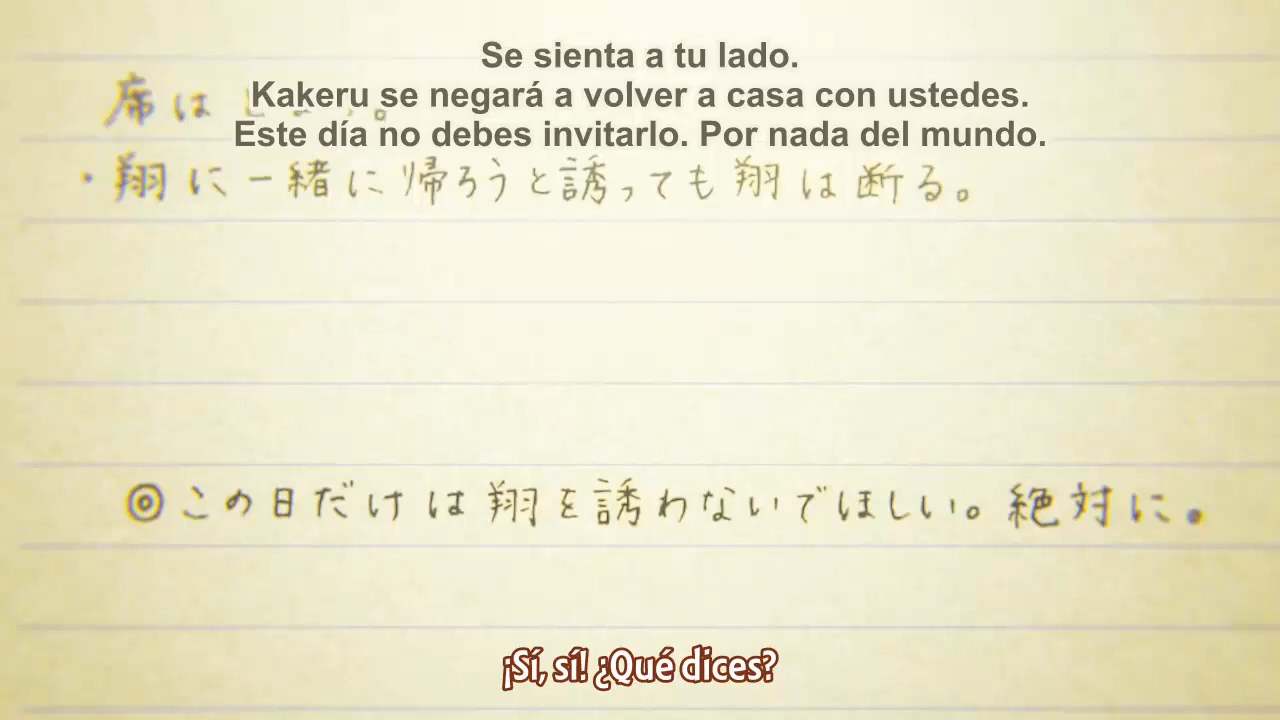 Se sienta a tu lado.
Kakeru se negará a volver a casa con ustedes.
Este día no debes invitarlo. Por nada del mundo.
席は
・翔に一緒に帰ろうと誘っても翔は断る。
◎この日だけは翔を誘わないでほしい。絶対に。
¡Sí, sí! ¿Qué dices?